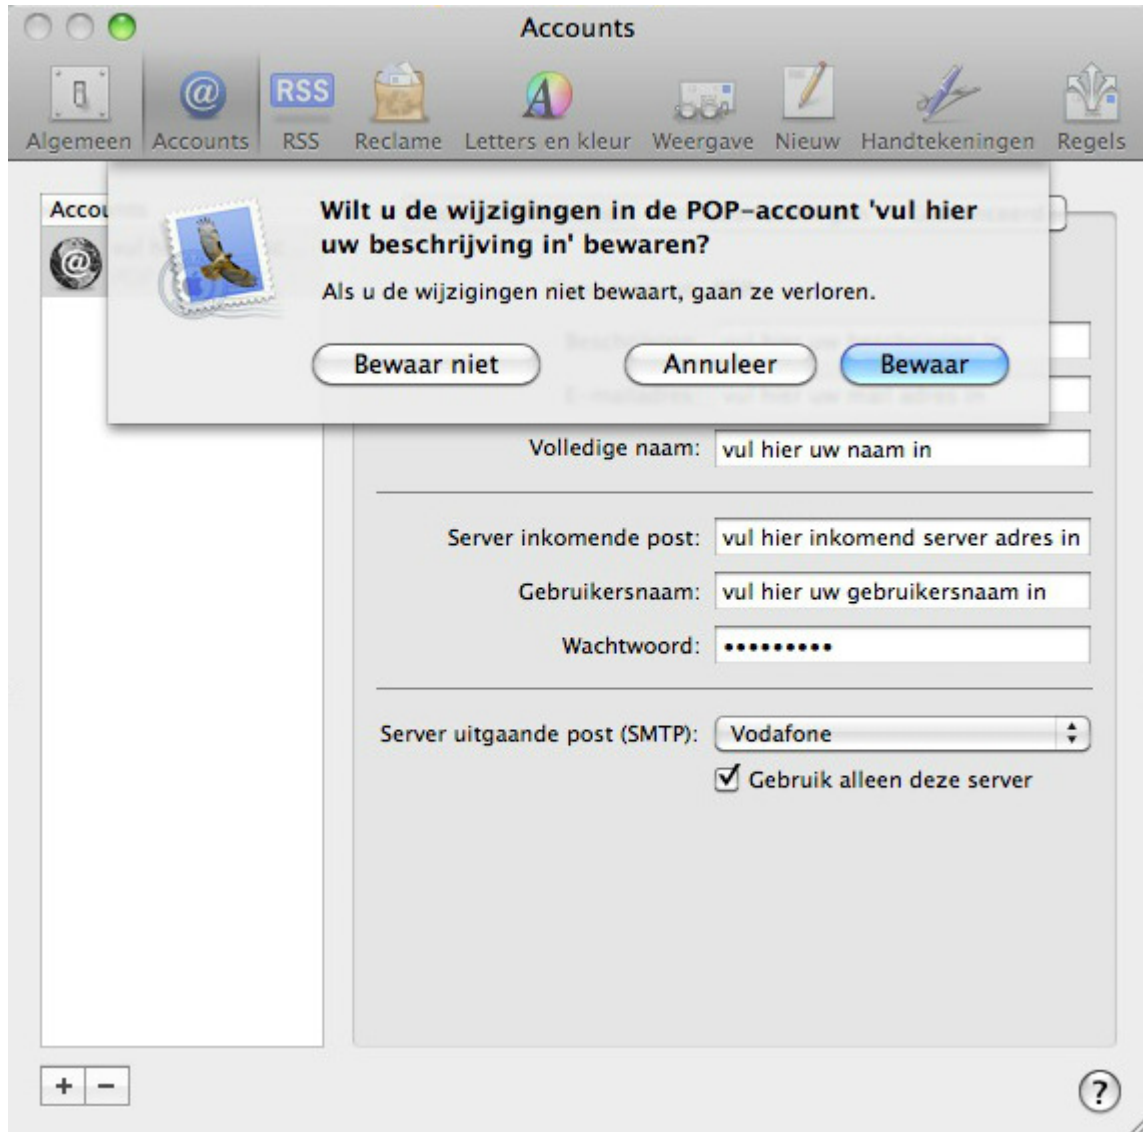 Accounts
Algemeen Accounts RSS Reclame Letters en kleur Weergave Nieuw Handtekeningen Regels
Wilt u de wijzigingen in de POP-account 'vul hier
uw beschrijving in' bewaren?
Als u de wijzigingen niet bewaart, gaan ze verloren.
Bewaar niet Annuleer Bewaar
Volledige naam: vul hier uw naam in
Server inkomende post: vul hier inkomend server adres in
Gebruikersnaam: vul hier uw gebruikersnaam in
Wachtwoord: •••••••••
Server uitgaande post (SMTP): Vodafone
Gebruik alleen deze server
+ − ?